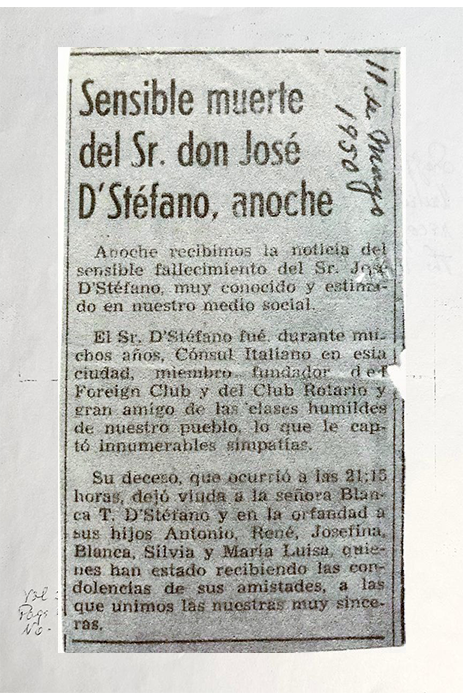 Sensible muerte
del Sr. don José
D'Stéfano, anoche
11 de Mayo
1950
Anoche recibimos la noticia del
sensible fallecimiento del Sr. José
D'Stéfano, muy conocido y estima-
do en nuestro medio social.
El Sr. D'Stéfano fué, durante mu-
chos años, Cónsul Italiano en esta
ciudad, miembro fundador del
Foreign Club y del Club Rotario y
gran amigo de las clases humildes
de nuestro pueblo, lo que le cap-
tó innumerables simpatías.
Su deceso, que ocurrió a las 21:15
horas, dejó viuda a la señora Blan-
ca T. D'Stéfano y en la orfandad a
sus hijos Antonio, René, Josefina,
Blanca, Silvia y María Luisa, quie-
nes han estado recibiendo las con-
dolencias de sus amistades, a las
que unimos las nuestras muy since-
ras.
Vol -
Page
No -